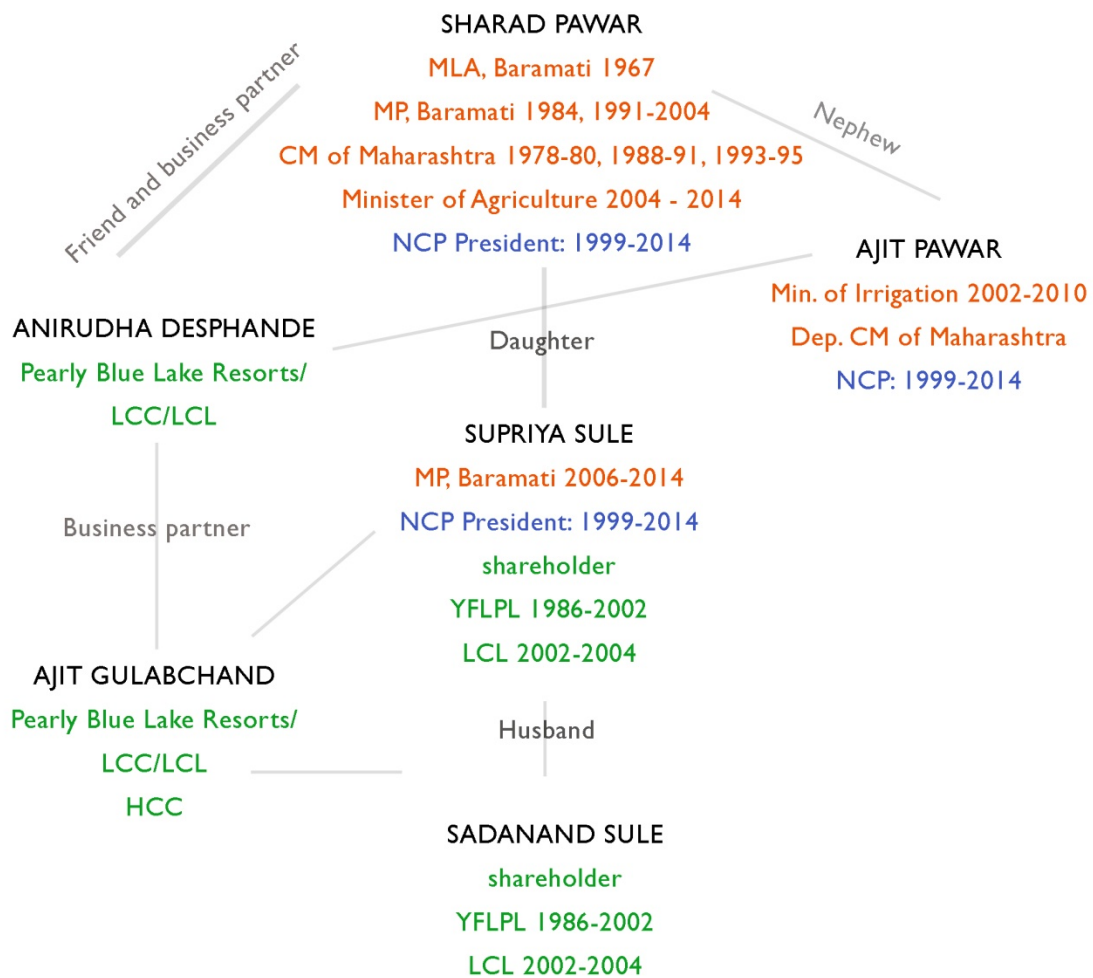 SHARAD PAWAR
MLA, Baramati 1967
MP, Baramati 1984, 1991-2004
CM of Maharashtra 1978-80, 1988-91, 1993-95
Minister of Agriculture 2004 - 2014
NCP President: 1999-2014
Friend and business partner
Nephew
AJIT PAWAR
Min. of Irrigation 2002-2010
Dep. CM of Maharashtra
NCP: 1999-2014
ANIRUDHA DESPHANDE
Pearly Blue Lake Resorts/
LCC/LCL
Daughter
SUPRIYA SULE
MP, Baramati 2006-2014
NCP President: 1999-2014
shareholder
YFLPL 1986-2002
LCL 2002-2004
Business partner
AJIT GULABCHAND
Pearly Blue Lake Resorts/
LCC/LCL
HCC
Husband
SADANAND SULE
shareholder
YFLPL 1986-2002
LCL 2002-2004